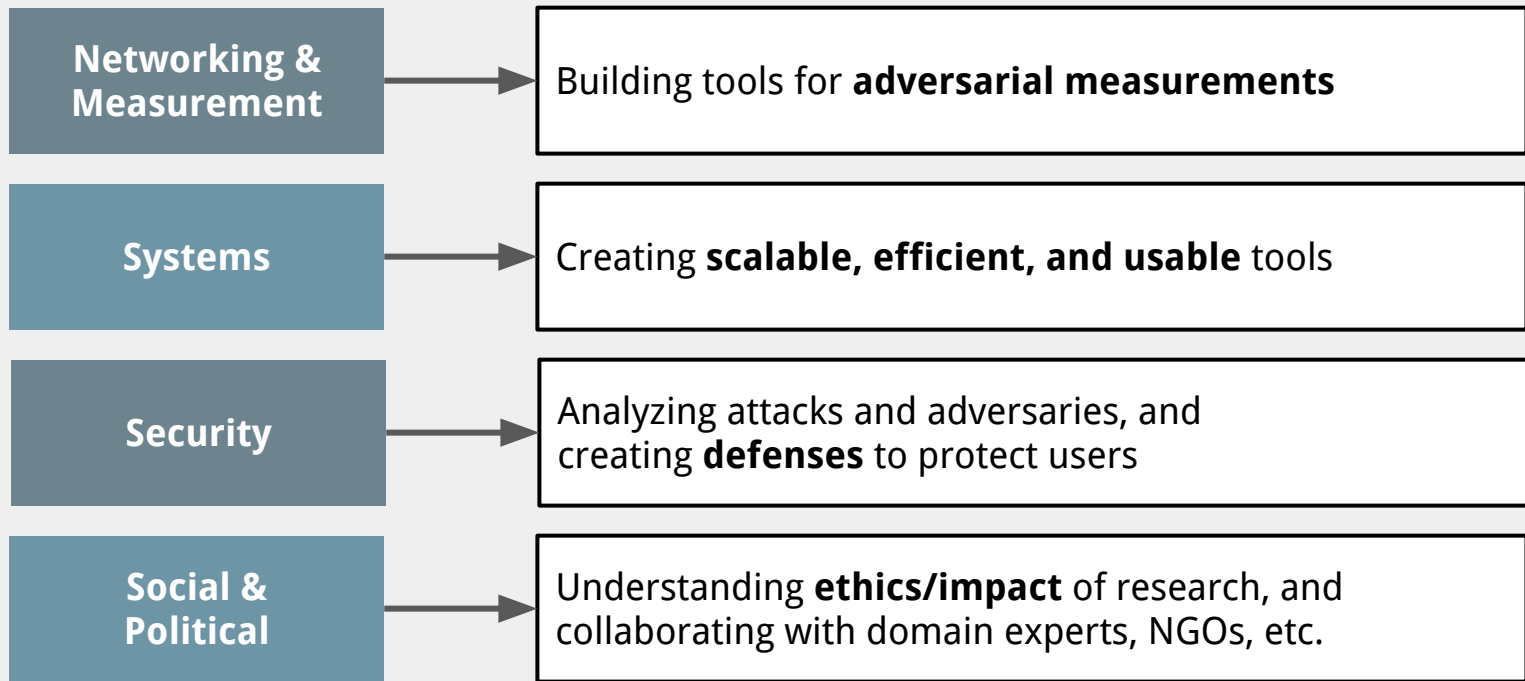 Networking &
Measurement
Building tools for adversarial measurements
Systems
Creating scalable, efficient, and usable tools
Security
Analyzing attacks and adversaries, and
creating defenses to protect users
Social &
Political
Understanding ethics/impact of research, and
collaborating with domain experts, NGOs, etc.